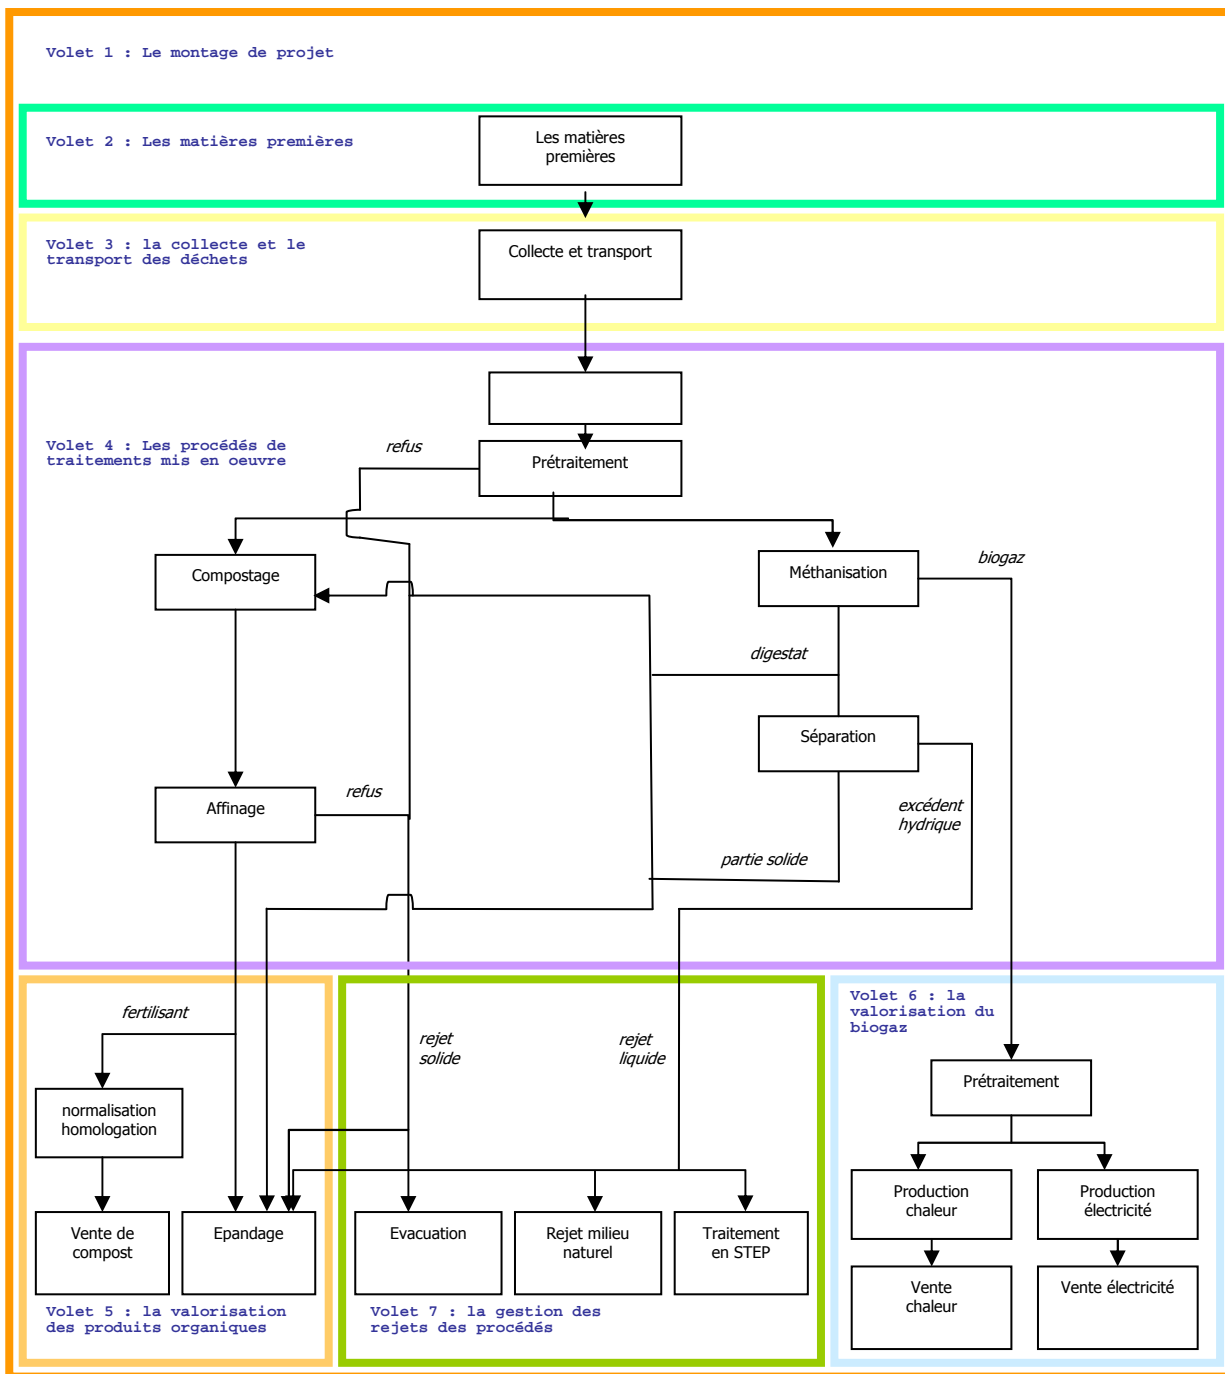 Volet 1 : Le montage de projet
Volet 2 : Les matières premières
Les matières
premières
Volet 3 : la collecte et le
transport des déchets
Collecte et transport
Volet 4 : Les procédés de
traitements mis en oeuvre
refus
Prétraitement
Compostage
Méthanisation
biogaz
digestat
Séparation
Affinage
refus
excédent
hydrique
partie solide
fertilisant
rejet
solide
rejet
liquide
Volet 6 : la
valorisation du
biogaz
Prétraitement
normalisation
homologation
Production
chaleur
Production
électricité
Vente de
compost
Epandage
Evacuation
Rejet milieu
naturel
Traitement
en STEP
Vente
chaleur
Vente électricité
Volet 5 : la valorisation
des produits organiques
Volet 7 : la gestion des
rejets des procédés